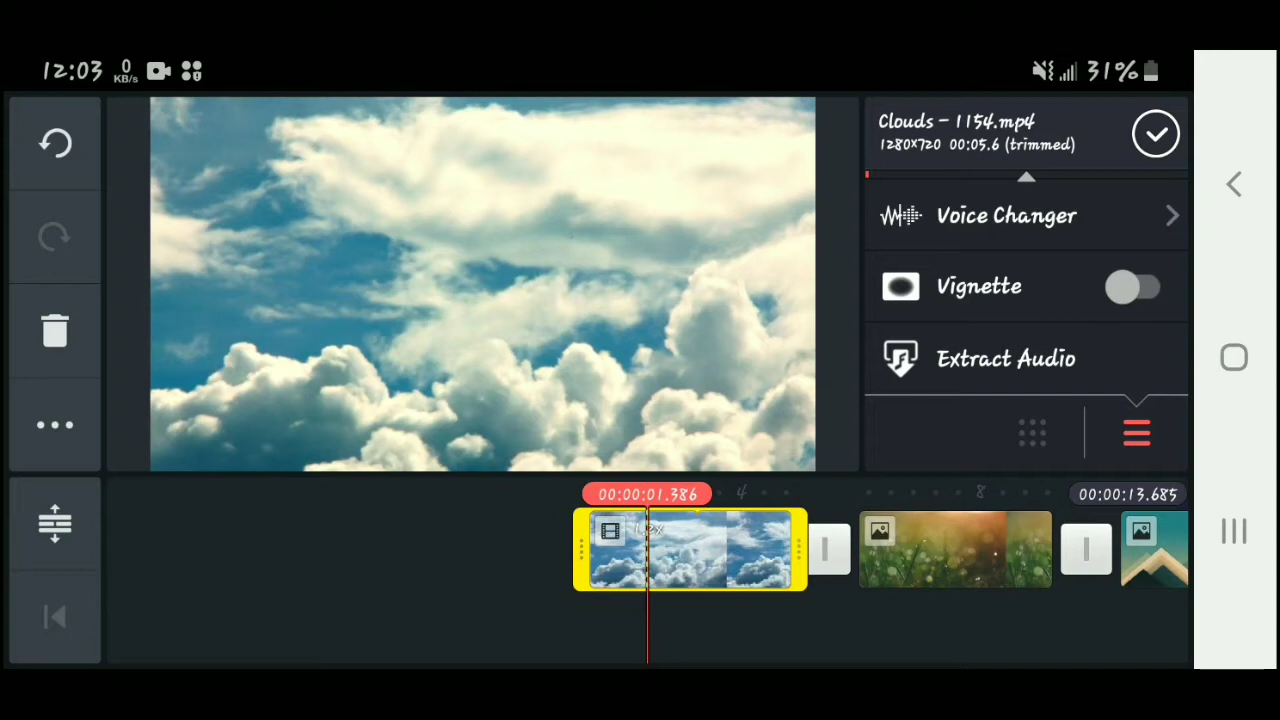 12:03 0 KB/s 31%
Clouds - 1154.mp4
1280x720 00:05.6 (trimmed)
Voice Changer
Vignette
Extract Audio
00:00:01.386 4 8 00:00:13.685